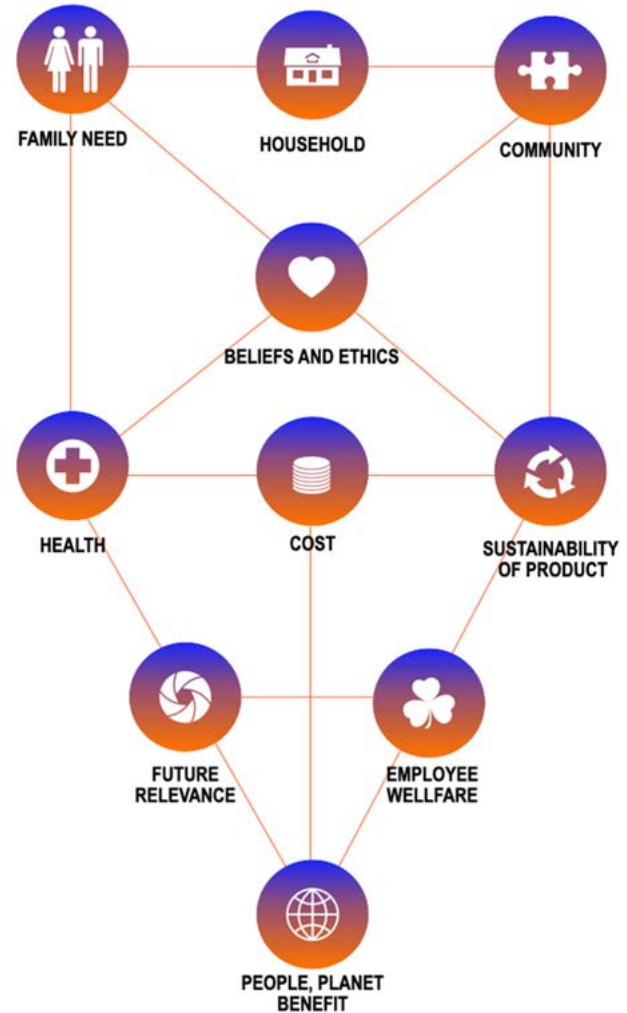 FAMILY NEED
HOUSEHOLD
COMMUNITY
BELIEFS AND ETHICS
HEALTH
COST
SUSTAINABILITY
OF PRODUCT
FUTURE
RELEVANCE
EMPLOYEE
WELLFARE
PEOPLE, PLANET
BENEFIT